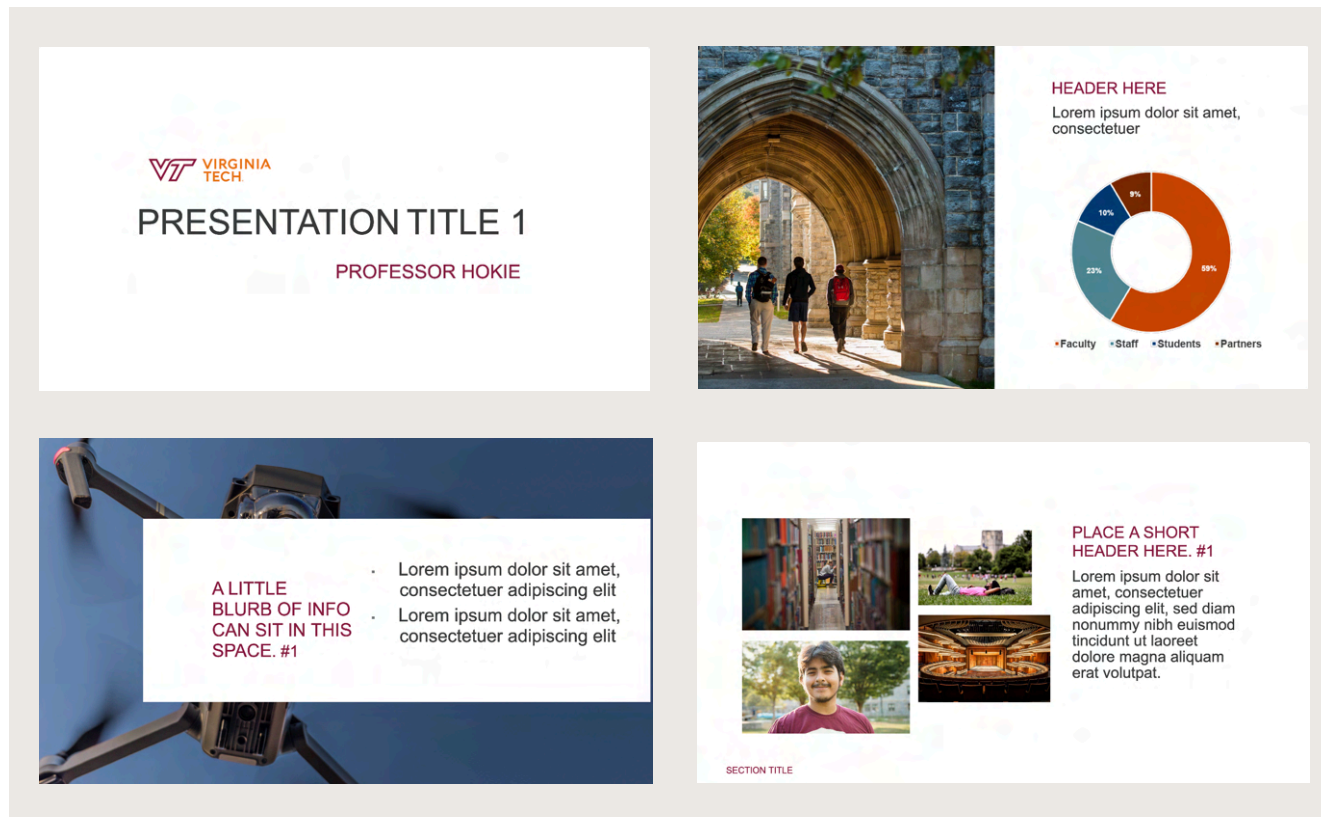 VT VIRGINIA
TECH.
PRESENTATION TITLE 1
PROFESSOR HOKIE
HEADER HERE
Lorem ipsum dolor sit amet,
consectetuer
9%
10%
23%
59%
Faculty Staff Students Partners
A LITTLE
BLURB OF INFO
CAN SIT IN THIS
SPACE. #1
• Lorem ipsum dolor sit amet,
consectetuer adipiscing elit
• Lorem ipsum dolor sit amet,
consectetuer adipiscing elit
PLACE A SHORT
HEADER HERE. #1
Lorem ipsum dolor sit
amet, consectetuer
adipiscing elit, sed diam
nonummy nibh euismod
tincidunt ut laoreet
dolore magna aliquam
erat volutpat.
SECTION TITLE